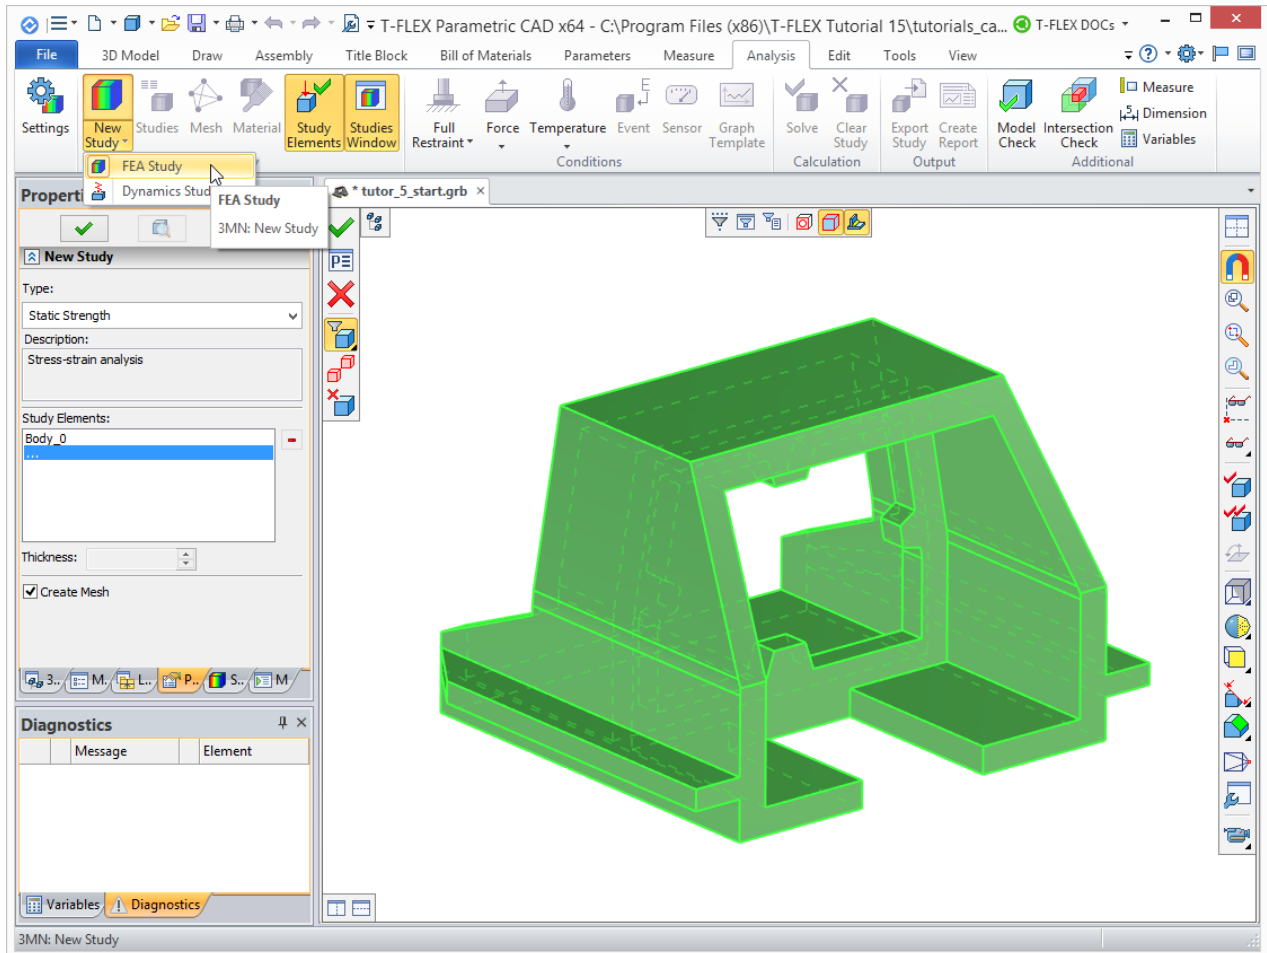 T-FLEX Parametric CAD x64 - C:\Program Files (x86)\T-FLEX Tutorial 15\tutorials_ca... T-FLEX DOCs
File 3D Model Draw Assembly Title Block Bill of Materials Parameters Measure Analysis Edit Tools View
Settings
New Study
Studies
Mesh
Material
Study Elements
Studies Window
Full Restraint
Force
Temperature
Event
Sensor
Graph Template
Solve
Clear Study
Export Study
Create Report
Model Check
Intersection Check
Measure
Dimension
Variables
Conditions
Calculation
Output
Additional
FEA Study
Dynamics Stud
FEA Study
3MN: New Study
Properti
* tutor_5_start.grb
New Study
Type:
Static Strength
Description:
Stress-strain analysis
Study Elements:
Body_0
...
Thickness:
Create Mesh
3.. M. L.. P.. S.. M
Diagnostics
Message Element
Variables Diagnostics
3MN: New Study